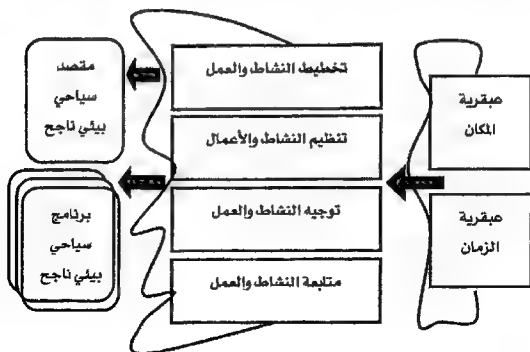 عبقرية
المكان
عبقرية
الزمان
تخطيط النشاط والعمل
تنظيم النشاط والأعمال
توجيه النشاط والعمل
متابعة النشاط والعمل
مقصد
سياحي
بيئي ناجح
برنامج
سياحي
بيئي ناجح